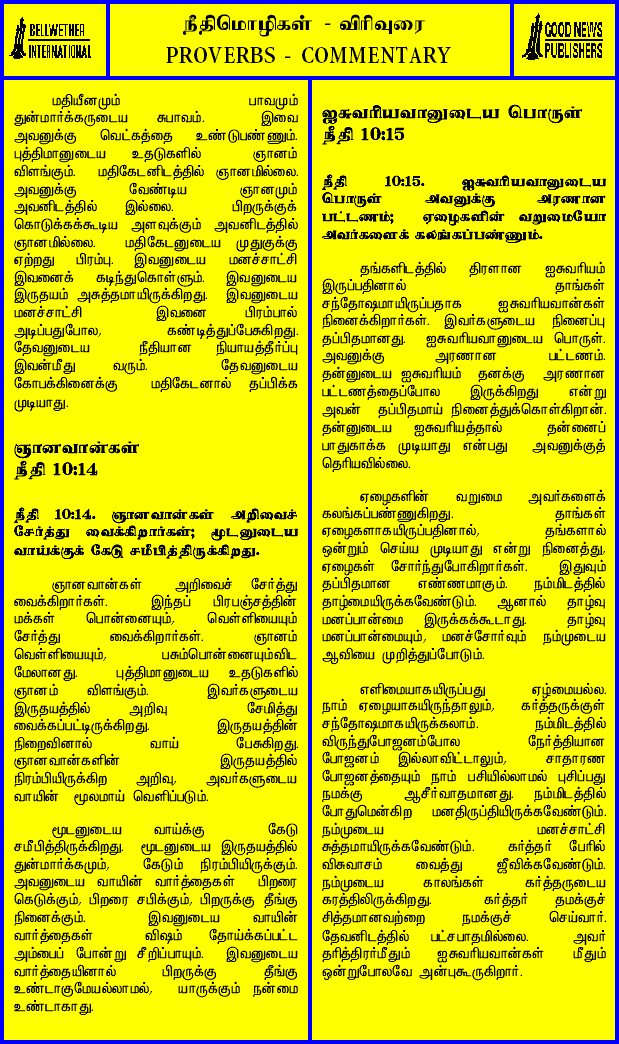 BELLWETHER
INTERNATIONAL
நீதிமொழிகள் - விரிவுரை
PROVERBS - COMMENTARY
GOOD NEWS
PUBLISHERS
மதியீனமும் பாவமும்
துன்மார்க்கருடைய சுபாவம். இவை
அவனுக்கு வெட்கத்தை உண்டுபண்ணும்.
புத்திமானுடைய உதடுகளில் ஞானம்
விளங்கும். மதிகேடனிடத்தில் ஞானமில்லை.
அவனுக்கு வேண்டிய ஞானமும்
அவனிடத்தில் இல்லை. பிறருக்குக்
கொடுக்கக்கூடிய அளவுக்கும் அவனிடத்தில்
ஞானமில்லை. மதிகேடனுடைய முதுகுக்கு
ஏற்றது பிரம்பு. இவனுடைய மனச்சாட்சி
இவனைக் கடிந்துகொள்ளும். இவனுடைய
இருதயம் அசுத்தமாயிருக்கிறது. இவனுடைய
மனச்சாட்சி இவனை பிரம்பால்
அடிப்பதுபோல, கண்டித்துப்பேசுகிறது.
தேவனுடைய நீதியான நியாயத்தீர்ப்பு
இவன்மீது வரும். தேவனுடைய
கோபக்கினைக்கு மதிகேடனால் தப்பிக்க
முடியாது.
ஞானவான்கள்
நீதி 10:14
நீதி 10:14. ஞானவான்கள் அறிவைச்
சேர்த்து வைக்கிறார்கள்; மூடனுடைய
வாய்க்குக் கேடு சமீபித்திருக்கிறது.
ஞானவான்கள் அறிவைச் சேர்த்து
வைக்கிறார்கள். இந்தப் பிரபஞ்சத்தின்
மக்கள் பொன்னையும், வெள்ளியையும்
சேர்த்து வைக்கிறார்கள். ஞானம்
வெள்ளியையும், பசும்பொன்னையும்விட
மேலானது. புத்திமானுடைய உதடுகளில்
ஞானம் விளங்கும். இவர்களுடைய
இருதயத்தில் அறிவு சேமித்து
வைக்கப்பட்டிருக்கிறது. இருதயத்தின்
நிறைவினால் வாய் பேசுகிறது.
ஞானவான்களின் இருதயத்தில்
நிரம்பியிருக்கிற அறிவு, அவர்களுடைய
வாயின் மூலமாய் வெளிப்படும்.
மூடனுடைய வாய்க்கு கேடு
சமீபித்திருக்கிறது. மூடனுடைய இருதயத்தில்
துன்மார்க்கமும், கேடும் நிரம்பியிருக்கும்.
அவனுடைய வாயின் வார்த்தைகள் பிறரை
கெடுக்கும், பிறரை சபிக்கும், பிறருக்கு தீங்கு
நினைக்கும். இவனுடைய வாயின்
வார்த்தைகள் விஷம் தோய்க்கப்பட்ட
அம்பைப் போன்று சீறிப்பாயும். இவனுடைய
வார்த்தையினால் பிறருக்கு தீங்கு
உண்டாகுமேயல்லாமல், யாருக்கும் நன்மை
உண்டாகாது.
ஐசுவரியவானுடைய பொருள்
நீதி 10:15
நீதி 10:15. ஐசுவரியவானுடைய
பொருள் அவனுக்கு அரணான
பட்டணம்; ஏழைகளின் வறுமையோ
அவர்களைக் கலங்கப்பண்ணும்.
தங்களிடத்தில் திரளான ஐசுவரியம்
இருப்பதினால் தாங்கள்
சந்தோஷமாயிருப்பதாக ஐசுவரியவான்கள்
நினைக்கிறார்கள். இவர்களுடைய நினைப்பு
தப்பிதமானது. ஐசுவரியவானுடைய பொருள்.
அவனுக்கு அரணான பட்டணம்.
தன்னுடைய ஐசுவரியம் தனக்கு அரணான
பட்டணத்தைப்போல இருக்கிறது என்று
அவன் தப்பிதமாய் நினைத்துக்கொள்கிறான்.
தன்னுடைய ஐசுவரியத்தால் தன்னைப்
பாதுகாக்க முடியாது என்பது அவனுக்குத்
தெரியவில்லை.
ஏழைகளின் வறுமை அவர்களைக்
கலங்கப்பண்ணுகிறது. தாங்கள்
ஏழைகளாகயிருப்பதினால், தங்களால்
ஒன்றும் செய்ய முடியாது என்று நினைத்து,
ஏழைகள் சோர்ந்துபோகிறார்கள். இதுவும்
தப்பிதமான எண்ணமாகும். நம்மிடத்தில்
தாழ்மையிருக்கவேண்டும். ஆனால் தாழ்வு
மனப்பான்மை இருக்கக்கூடாது. தாழ்வு
மனப்பான்மையும், மனச்சோர்வும் நம்முடைய
ஆவியை முறித்துப்போடும்.
எளிமையாகயிருப்பது ஏழ்மையல்ல.
நாம் ஏழையாகயிருந்தாலும், கர்த்தருக்குள்
சந்தோஷமாகயிருக்கலாம். நம்மிடத்தில்
விருந்துபோஜனம்போல நேர்த்தியான
போஜனம் இல்லாவிட்டாலும், சாதாரண
போஜனத்தையும் நாம் பசியில்லாமல் புசிப்பது
நமக்கு ஆசீர்வாதமானது. நம்மிடத்தில்
போதுமென்கிற மனதிருப்தியிருக்கவேண்டும்.
நம்முடைய மனச்சாட்சி
சுத்தமாயிருக்கவேண்டும். கர்த்தர் பேரில்
விசுவாசம் வைத்து ஜீவிக்கவேண்டும்.
நம்முடைய காலங்கள் கர்த்தருடைய
கரத்திலிருக்கிறது. கர்த்தர் தமக்குச்
சித்தமானவற்றை நமக்குச் செய்வார்.
தேவனிடத்தில் பட்சபாதமில்லை. அவர்
தரித்திரர்மீதும் ஐசுவரியவான்கள் மீதும்
ஒன்றுபோலவே அன்புகூருகிறார்.